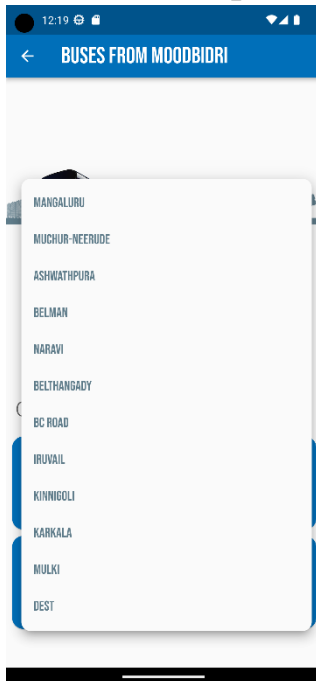 12:19
BUSES FROM MOODBIDRI
MANGALURU
MUCHUR-NEERUDE
ASHWATHPURA
BELMAN
NARAVI
BELTHANGADY
BC ROAD
IRUVAIL
KINNIGOLI
KARKALA
MULKI
DEST